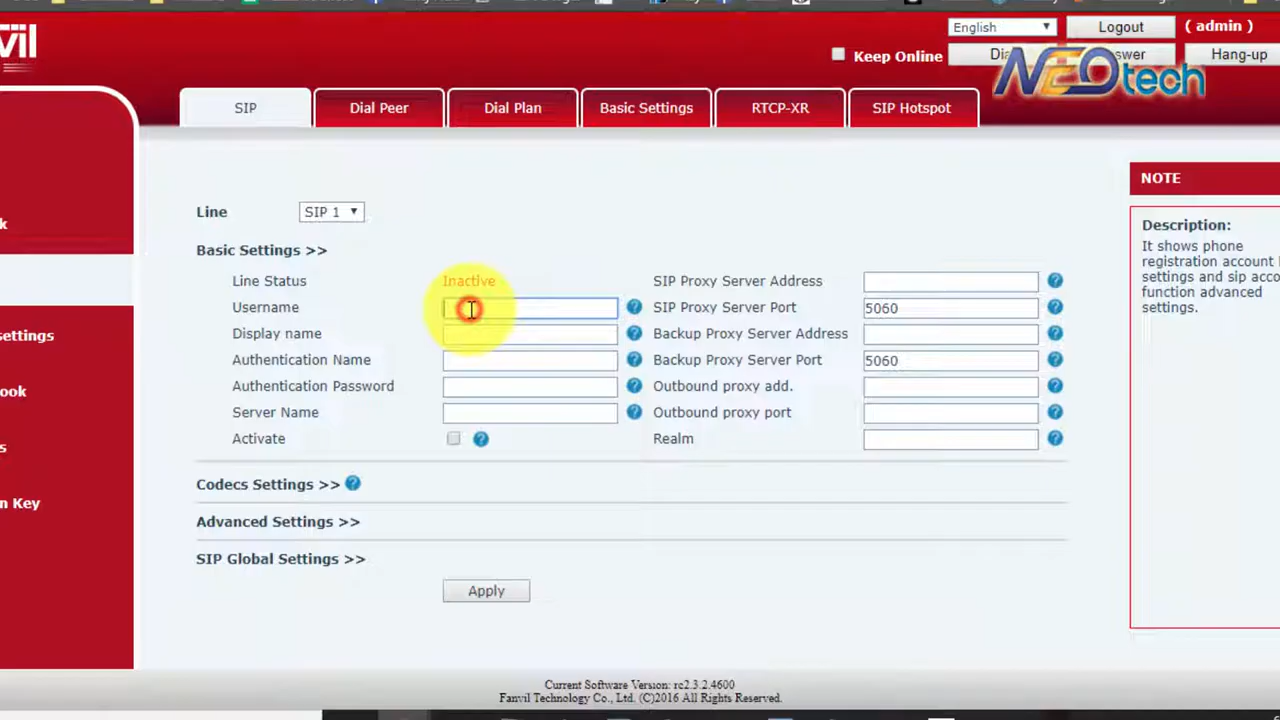 English
Logout
( admin )
Keep Online
Hang-up
NEOtech
SIP
Dial Peer
Dial Plan
Basic Settings
RTCP-XR
SIP Hotspot
NOTE
Line
SIP 1
Description:
It shows phone
registration account
settings and sip acco
function advanced
settings.
Basic Settings >>
Line Status
Inactive
SIP Proxy Server Address
Username
SIP Proxy Server Port
5060
Display name
Backup Proxy Server Address
Authentication Name
Backup Proxy Server Port
5060
Authentication Password
Outbound proxy add.
Server Name
Outbound proxy port
Activate
Realm
ettings
ook
n Key
Codecs Settings >>
Advanced Settings >>
SIP Global Settings >>
Apply
Current Software Version: rc2.3.2.4600
Fanvil Technology Co., Ltd. (C)2016 All Rights Reserved.